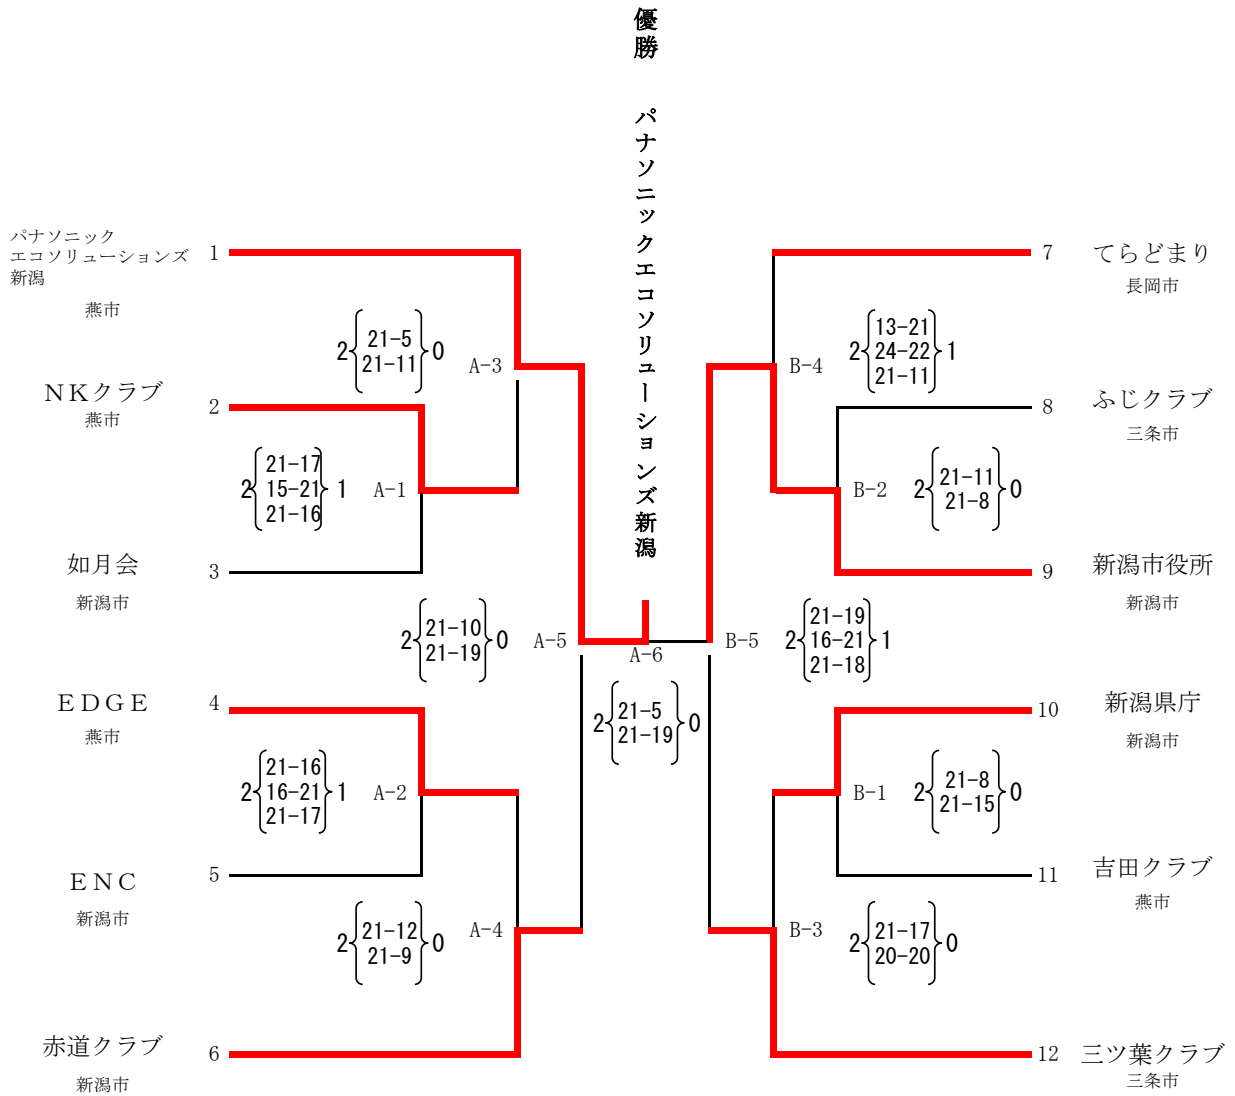 優勝　パナソニックエコソリューションズ新潟
パナソニック
エコソリューションズ
新潟
1
燕市
2 21-5 0
21-11
A-3
NKクラブ
2
燕市
2 21-17 1
15-21
21-16
A-1
如月会
3
新潟市
2 21-10 0
21-19
A-5
EDGE
4
燕市
2 21-16 1
16-21
21-17
A-2
ENC
5
新潟市
2 21-12 0
21-9
A-4
赤道クラブ
6
新潟市
A-6
2 21-5 0
21-19
7 てらどまり
長岡市
B-4
2 13-21 1
24-22
21-11
8 ふじクラブ
三条市
B-2
2 21-11 0
21-8
9 新潟市役所
新潟市
B-5
2 21-19 1
16-21
21-18
10 新潟県庁
新潟市
B-1
2 21-8 0
21-15
11 吉田クラブ
燕市
B-3
2 21-17 0
20-20
12 三ツ葉クラブ
三条市